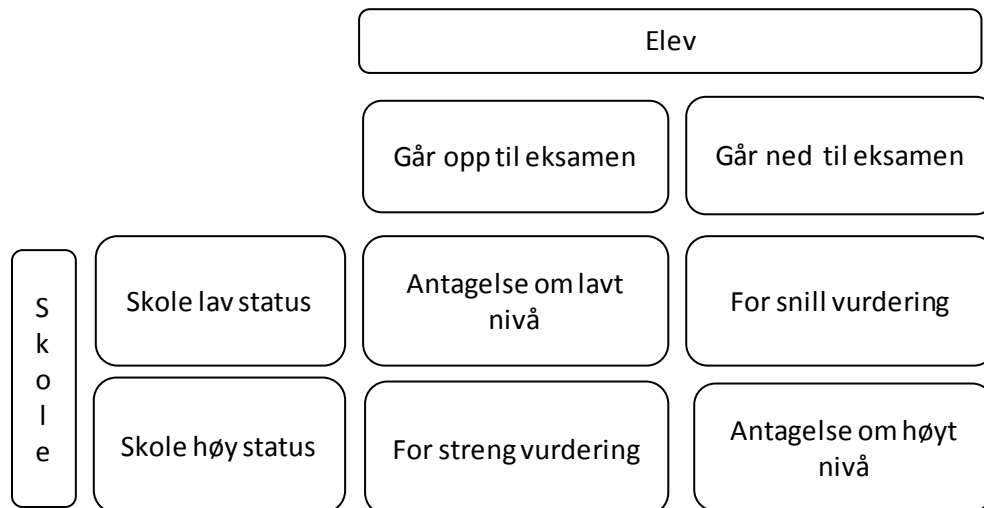 Elev
Går opp til eksamen
Går ned til eksamen
Skole
Skole lav status
Antagelse om lavt
nivå
For snill vurdering
Skole høy status
For streng vurdering
Antagelse om høyt
nivå